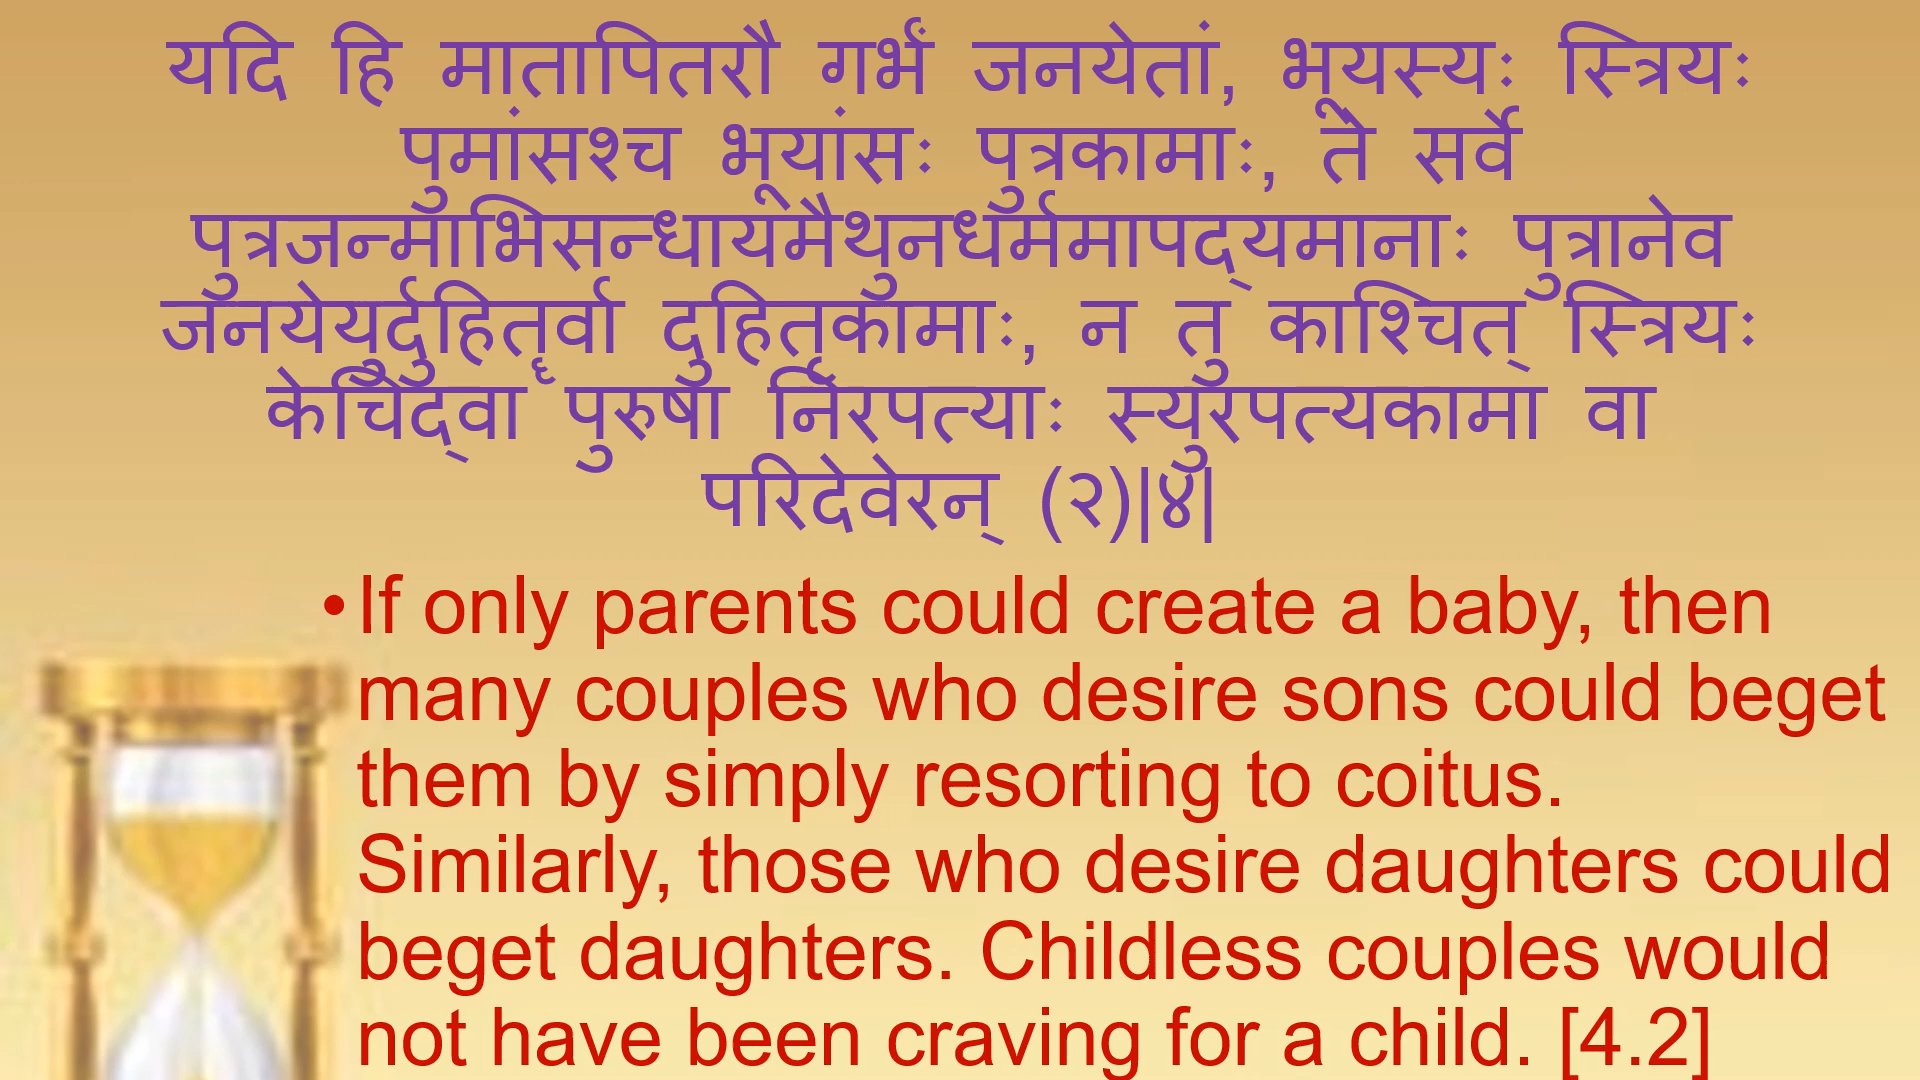 यदि हि मातापितरौ गर्भं जनयेतां, भूयस्यः स्त्रियः
पुमांसश्च भूयांसः पुत्रकामाः, ते सर्वे
पुत्रजन्माभिसन्धाय मैथुनधर्ममापद्यमानाः पुत्रानेव
जनयेयुर्दुहितॄर्वा दुहितृकामाः, न तु काश्चित् स्त्रियः
केचिद्वा पुरुषा निरपत्याः स्युरपत्यकामा वा
परिदेवेरन् (२)|४|
•If only parents could create a baby, then
many couples who desire sons could beget
them by simply resorting to coitus.
Similarly, those who desire daughters could
beget daughters. Childless couples would
not have been craving for a child. [4.2]